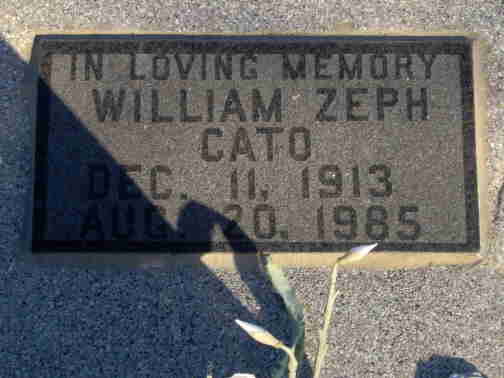 IN LOVING MEMORY
WILLIAM ZEPH
CATO
DEC. 11, 1913
AUG. 20, 1985